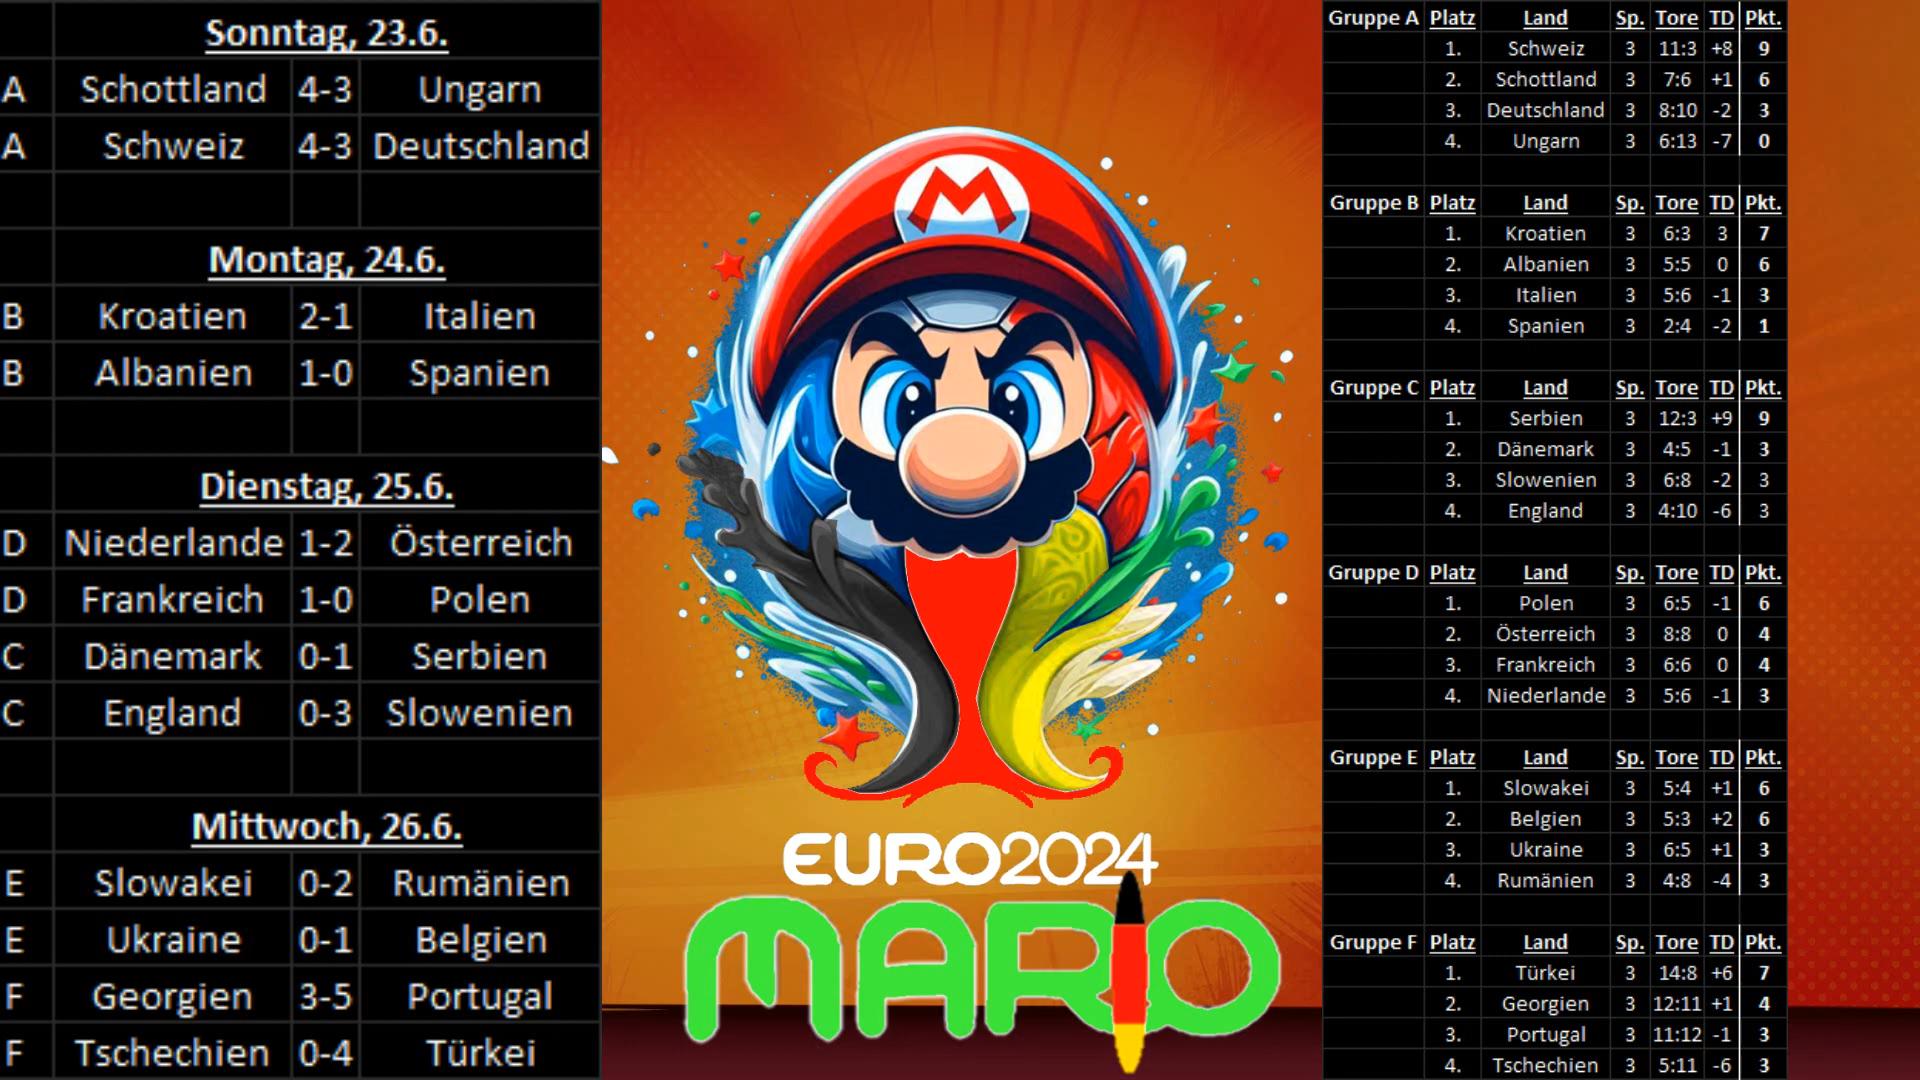 Sonntag, 23.6.
A Schottland 4-3 Ungarn
A Schweiz 4-3 Deutschland
Montag, 24.6.
B Kroatien 2-1 Italien
B Albanien 1-0 Spanien
Dienstag, 25.6.
D Niederlande 1-2 Österreich
D Frankreich 1-0 Polen
C Dänemark 0-1 Serbien
C England 0-3 Slowenien
Mittwoch, 26.6.
E Slowakei 0-2 Rumänien
E Ukraine 0-1 Belgien
F Georgien 3-5 Portugal
F Tschechien 0-4 Türkei
M
EURO2024
MARIO
Gruppe A Platz Land Sp. Tore TD Pkt.
1. Schweiz 3 11:3 +8 9
2. Schottland 3 7:6 +1 6
3. Deutschland 3 8:10 -2 3
4. Ungarn 3 6:13 -7 0
Gruppe B Platz Land Sp. Tore TD Pkt.
1. Kroatien 3 6:3 3 7
2. Albanien 3 5:5 0 6
3. Italien 3 5:6 -1 3
4. Spanien 3 2:4 -2 1
Gruppe C Platz Land Sp. Tore TD Pkt.
1. Serbien 3 12:3 +9 9
2. Dänemark 3 4:5 -1 3
3. Slowenien 3 6:8 -2 3
4. England 3 4:10 -6 3
Gruppe D Platz Land Sp. Tore TD Pkt.
1. Polen 3 6:5 -1 6
2. Österreich 3 8:8 0 4
3. Frankreich 3 6:6 0 4
4. Niederlande 3 5:6 -1 3
Gruppe E Platz Land Sp. Tore TD Pkt.
1. Slowakei 3 5:4 +1 6
2. Belgien 3 5:3 +2 6
3. Ukraine 3 6:5 +1 3
4. Rumänien 3 4:8 -4 3
Gruppe F Platz Land Sp. Tore TD Pkt.
1. Türkei 3 14:8 +6 7
2. Georgien 3 12:11 +1 4
3. Portugal 3 11:12 -1 3
4. Tschechien 3 5:11 -6 3